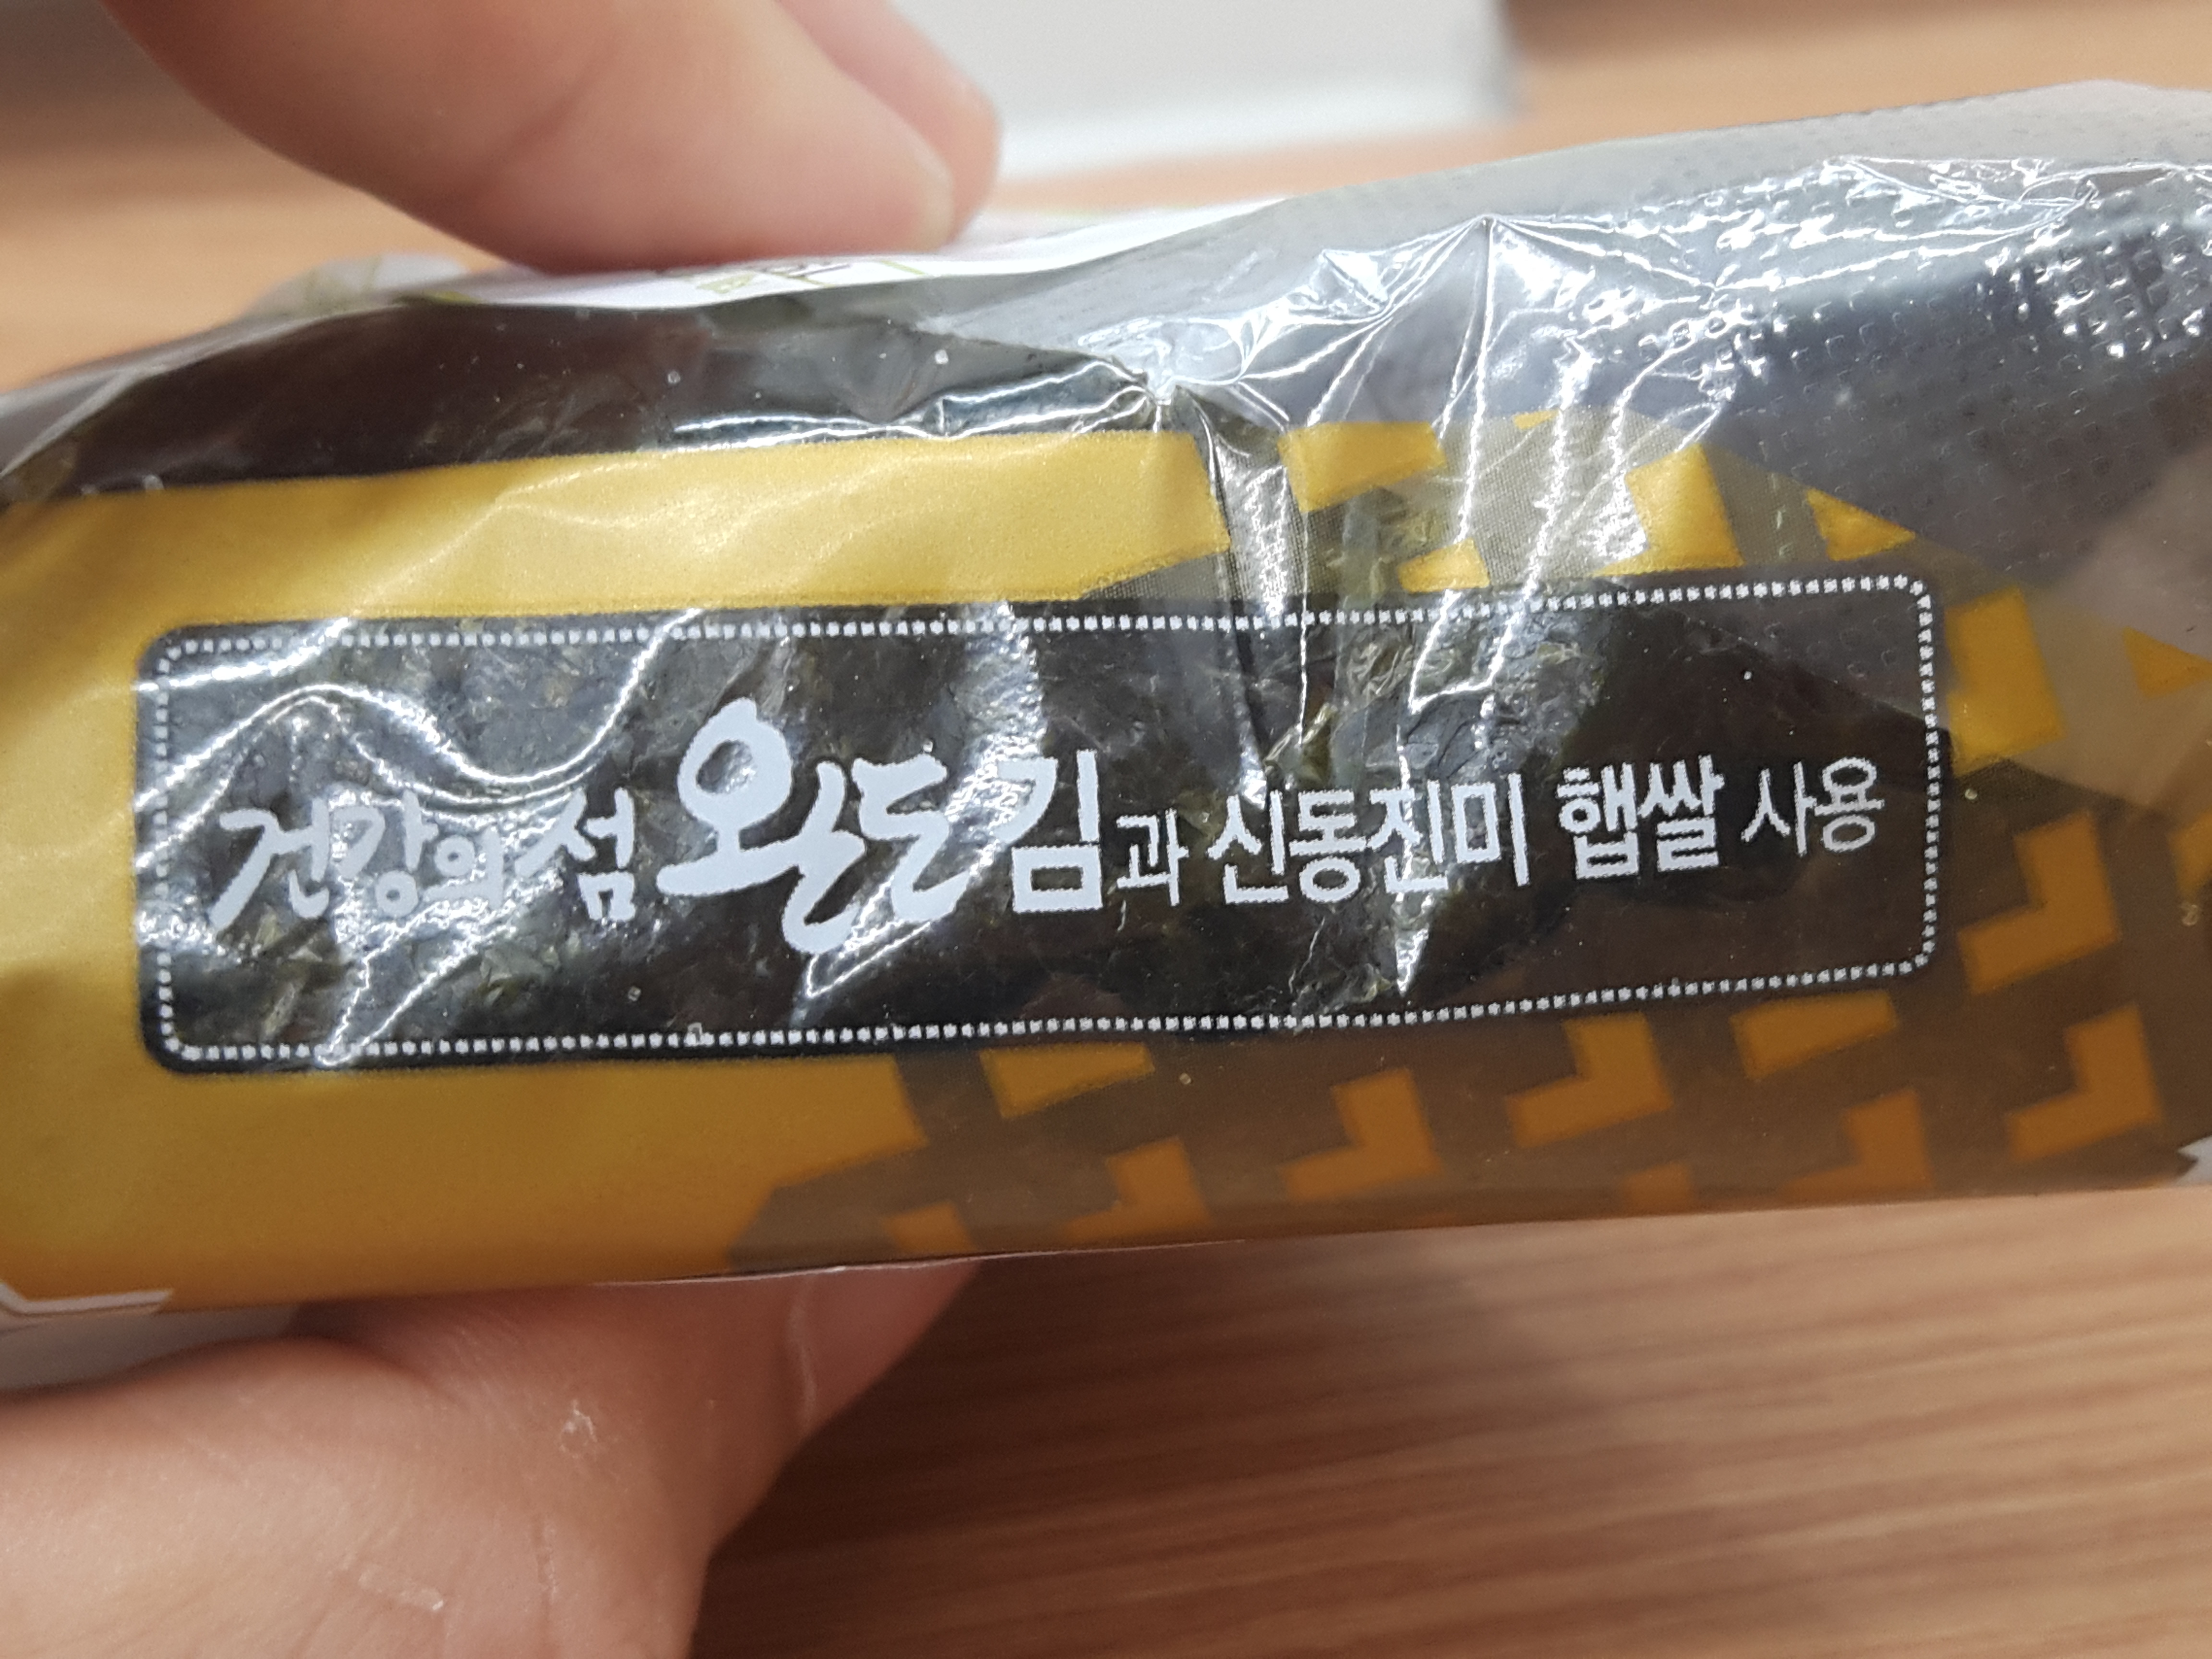 건강의 섬 완도김과 신동진미 햅쌀 사용